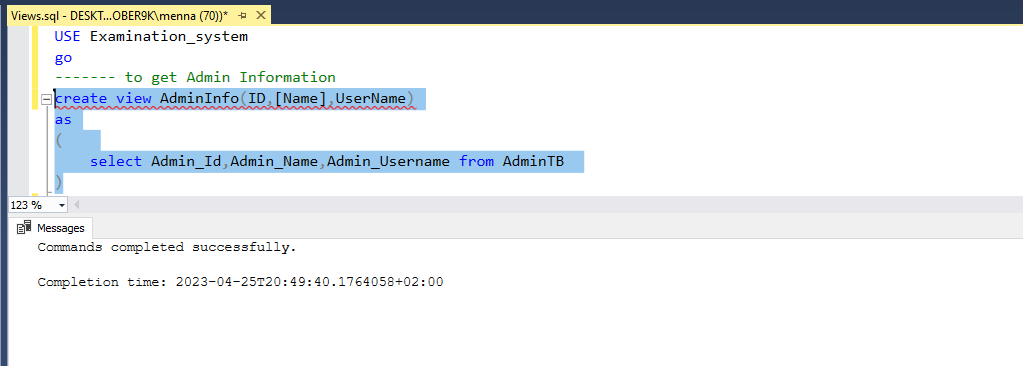 Views.sql - DESKT...OBER9K\menna (70))*
USE Examination_system
go
------- to get Admin Information
create view AdminInfo(ID,[Name],UserName)
as
(
select Admin_Id,Admin_Name,Admin_Username from AdminTB
)
123 %
Messages
Commands completed successfully.
Completion time: 2023-04-25T20:49:40.1764058+02:00